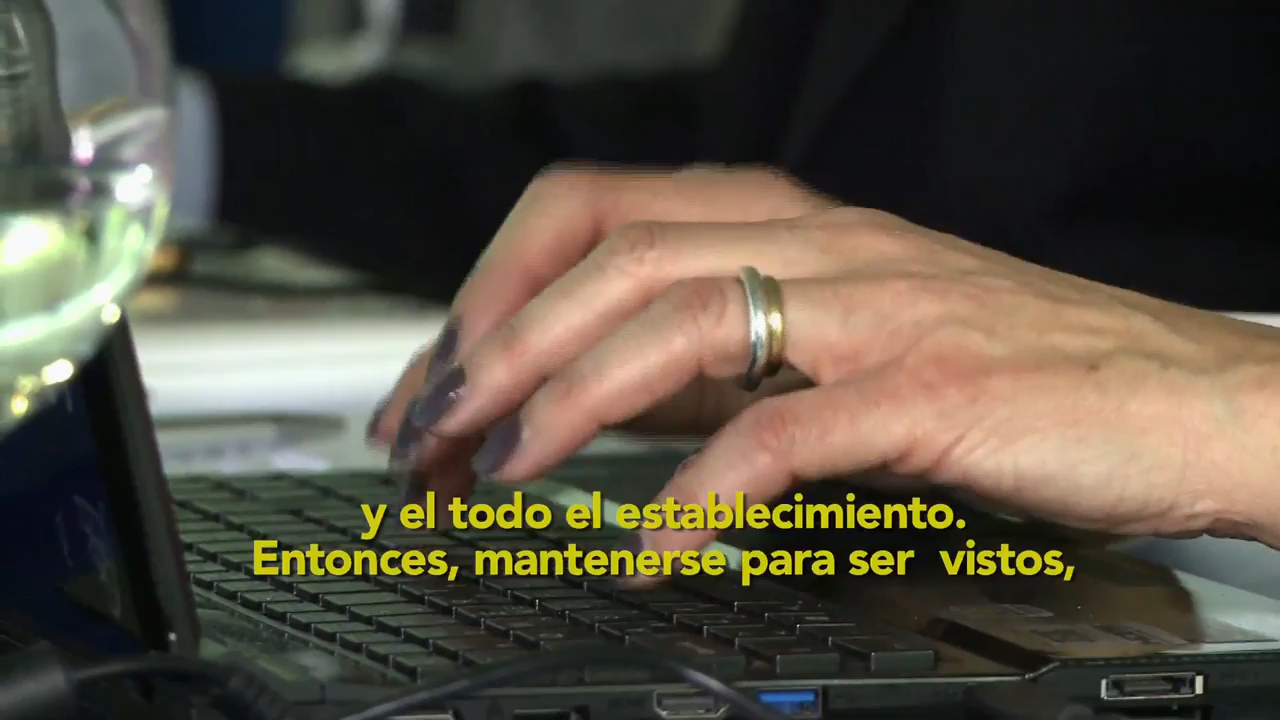 y el todo el establecimiento.
Entonces, mantenerse para ser  vistos,